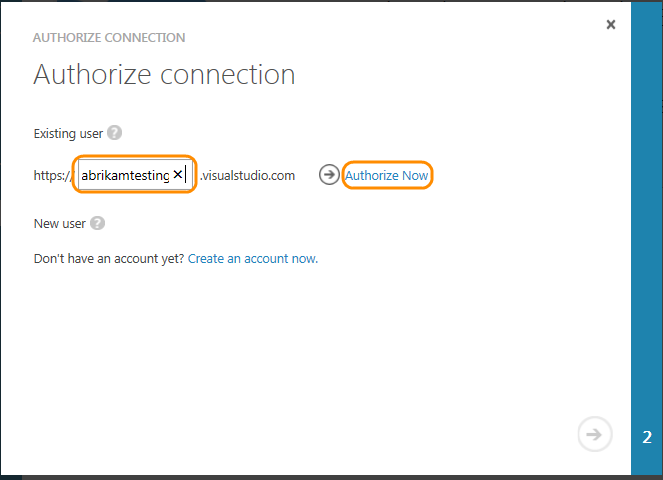 AUTHORIZE CONNECTION
Authorize connection
Existing user ?
https:// abrikamtesting .visualstudio.com Authorize Now
New user ?
Don't have an account yet? Create an account now.
2